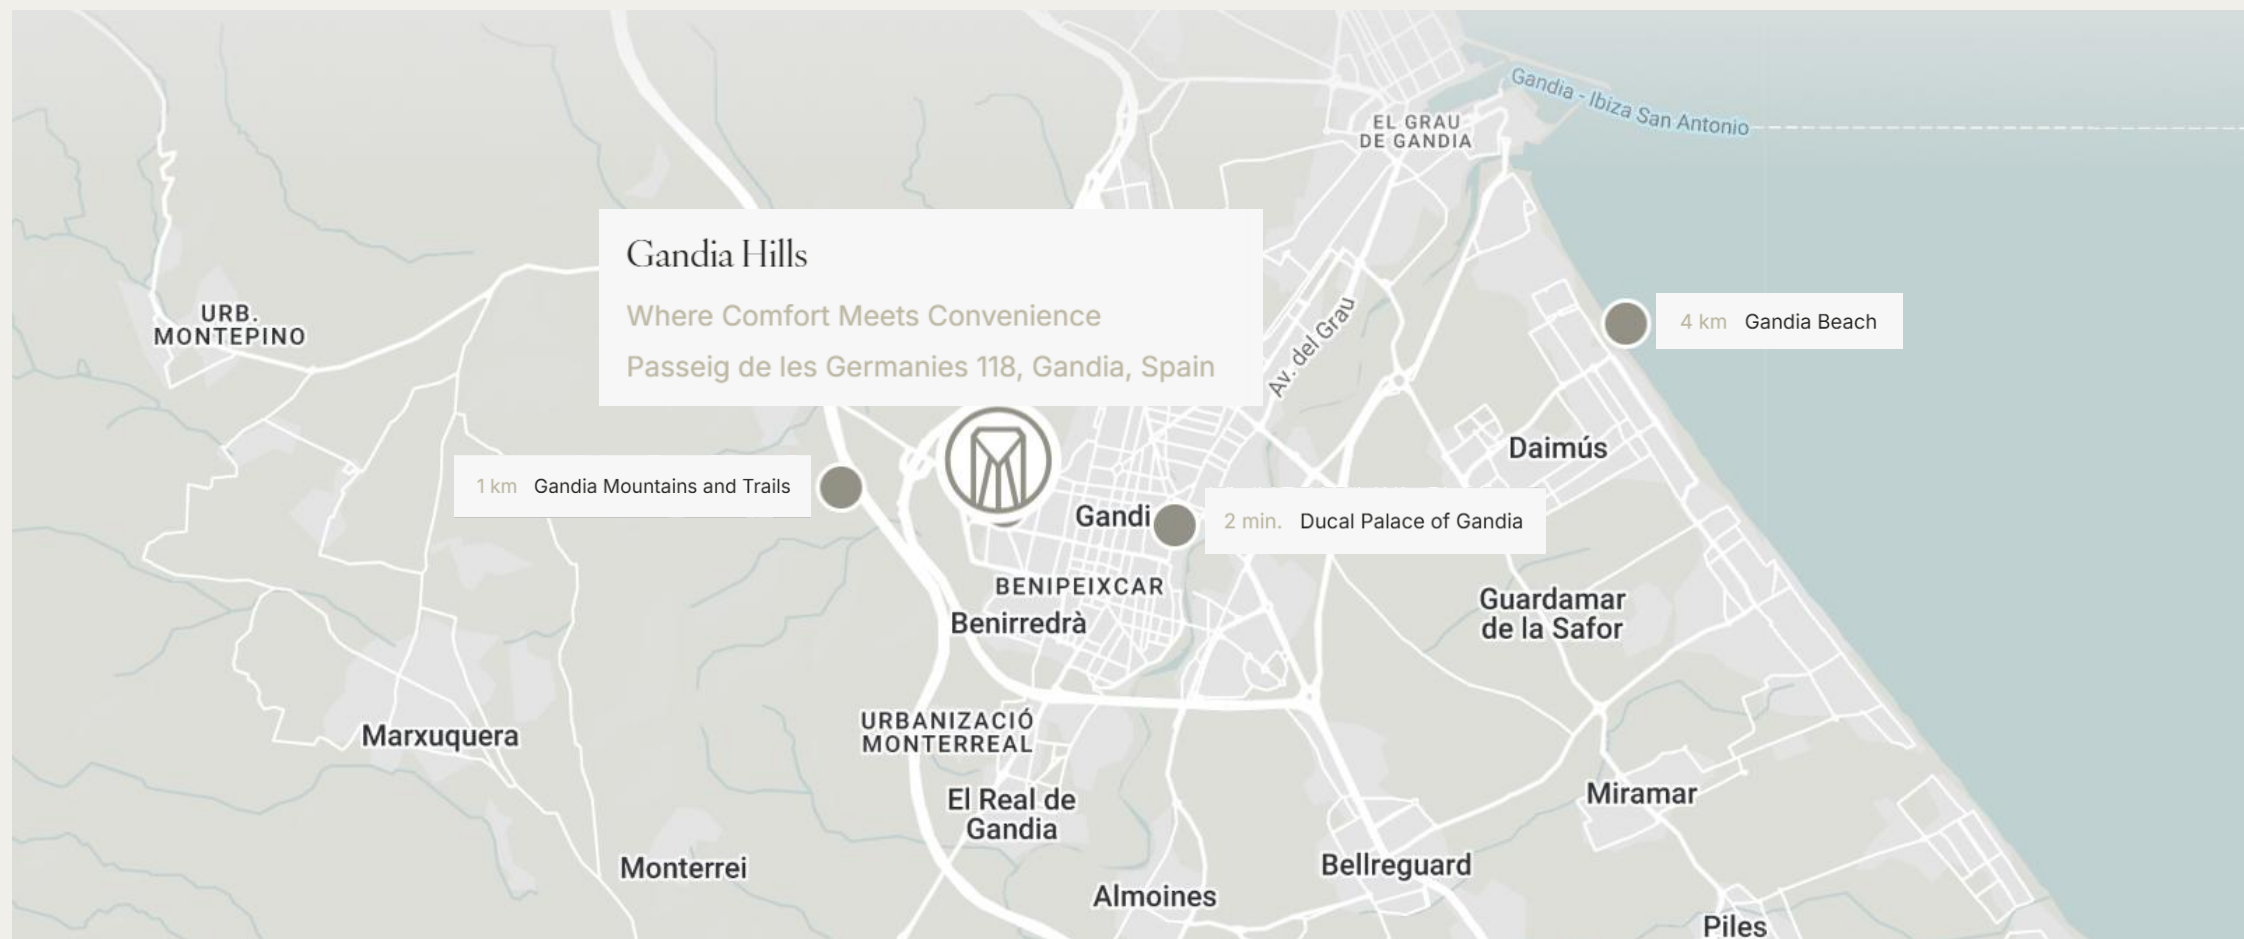 Gandia - Ibiza San Antonio
EL GRAU
DE GANDIA
Gandia Hills
Where Comfort Meets Convenience
Passeig de les Germanies 118, Gandia, Spain
URB.
MONTEPINO
Av. del Grau
4 km Gandia Beach
Daimús
1 km Gandia Mountains and Trails
Gandi
2 min. Ducal Palace of Gandia
BENIPEIXCAR
Benirredrà
Guardamar
de la Safor
Marxuquera
URBANIZACIÓ
MONTERREAL
El Real de
Gandia
Miramar
Monterrei
Bellreguard
Almoines
Piles